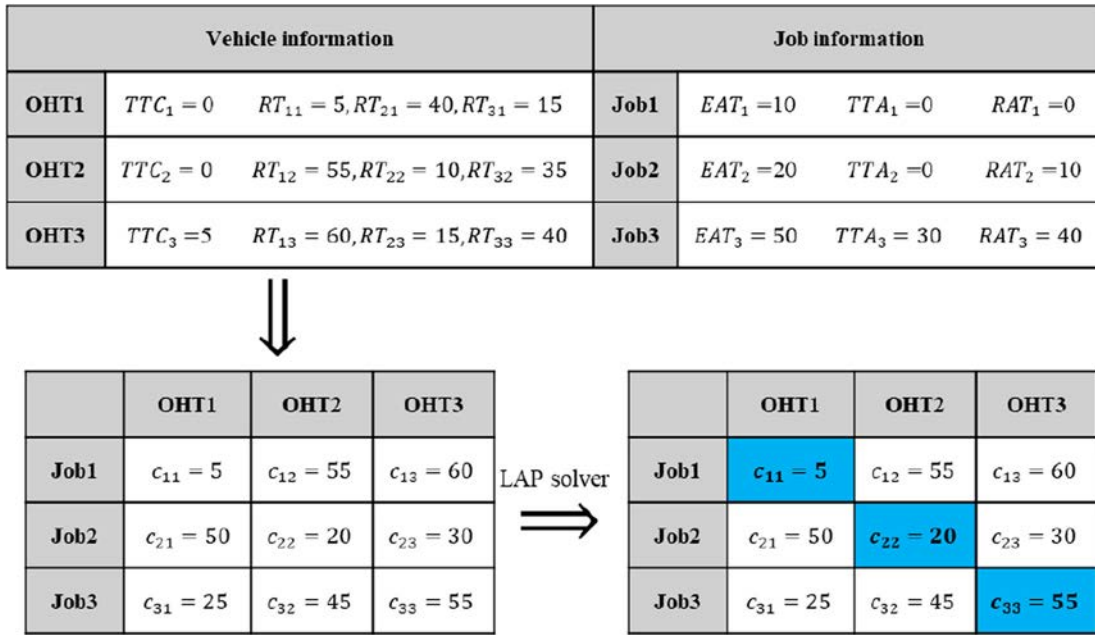 Vehicle information Job information
OHT1 TTC₁ = 0 RT₁₁ = 5, RT₂₁ = 40, RT₃₁ = 15 Job1 EAT₁ =10 TTA₁ =0 RAT₁ =0
OHT2 TTC₂ = 0 RT₁₂ = 55, RT₂₂ = 10, RT₃₂ = 35 Job2 EAT₂ =20 TTA₂ =0 RAT₂ =10
OHT3 TTC₃ =5 RT₁₃ = 60, RT₂₃ = 15, RT₃₃ = 40 Job3 EAT₃ = 50 TTA₃ = 30 RAT₃ = 40
OHT1 OHT2 OHT3
Job1 c₁₁ = 5 c₁₂ = 55 c₁₃ = 60
Job2 c₂₁ = 50 c₂₂ = 20 c₂₃ = 30
Job3 c₃₁ = 25 c₃₂ = 45 c₃₃ = 55
LAP solver
OHT1 OHT2 OHT3
Job1 c₁₁ = 5 c₁₂ = 55 c₁₃ = 60
Job2 c₂₁ = 50 c₂₂ = 20 c₂₃ = 30
Job3 c₃₁ = 25 c₃₂ = 45 c₃₃ = 55